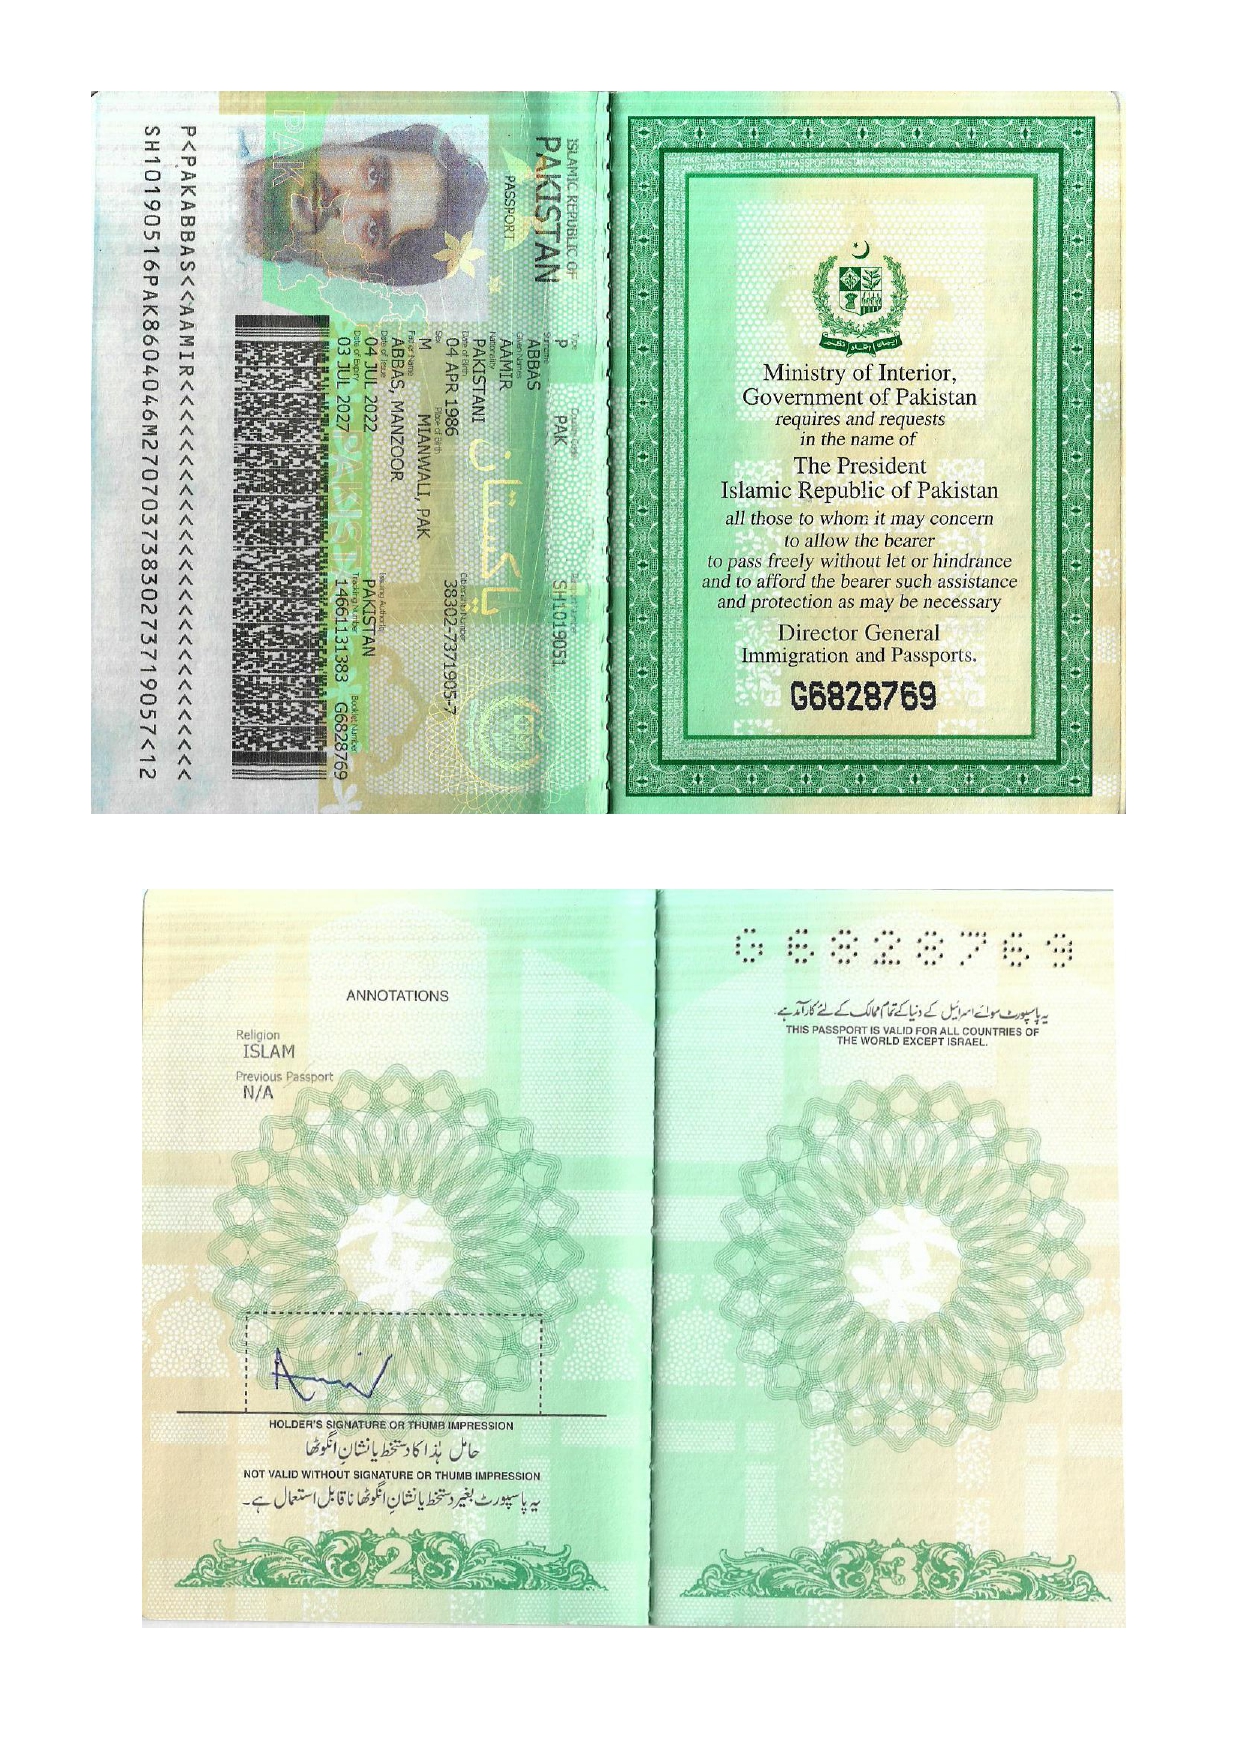 ISLAMIC REPUBLIC OF
PAKISTAN
PASSPORT
PAK
Type Country Code
P PAK SH1019051
Surname
ABBAS
Given Names
AAMIR
Nationality
PAKISTANI
پاکستان
Date of Birth Citizenship Number
04 APR 1986 38302-7371905-7
Sex Place of Birth
M MIANWALI, PAK
Father Name
ABBAS, MANZOOR
Date of Issue Issuing Authority
04 JUL 2022 PAKISTAN
Date of Expiry Tracking Number Booklet Number
03 JUL 2027 14661131383 G6828769
P<PAKABBAS<<AAMIR<<<<<<<<<<<<<<<<<<<<<<<<<<<
SH10190516PAK8604046M27070373830273719057<12
ایمان اتحاد نظم
Ministry of Interior,
Government of Pakistan
requires and requests
in the name of
The President
Islamic Republic of Pakistan
all those to whom it may concern
to allow the bearer
to pass freely without let or hindrance
and to afford the bearer such assistance
and protection as may be necessary
Director General
Immigration and Passports.
G6828769
ANNOTATIONS
Religion
ISLAM
Previous Passport
N/A
HOLDER'S SIGNATURE OR THUMB IMPRESSION
حامل ہٰذا کا دستخط یا نشانِ انگوٹھا
NOT VALID WITHOUT SIGNATURE OR THUMB IMPRESSION
یہ پاسپورٹ بغیر دستخط یا نشانِ انگوٹھا ناقابل استعمال ہے۔
2
G6828769
یہ پاسپورٹ سوائے اسرائیل کے دنیا کے تمام ممالک کے لئے کارآمد ہے۔
THIS PASSPORT IS VALID FOR ALL COUNTRIES OF
THE WORLD EXCEPT ISRAEL.
3